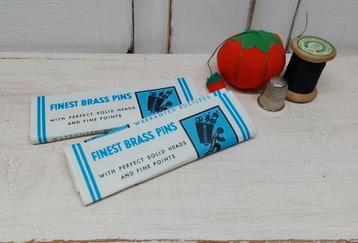 FINEST BRASS PINS
WITH PERFECT SOLID HEADS
AND FINE POINTS
WARRANTED RUSTLESS
FINEST BRASS PINS
WITH PERFECT SOLID HEADS
AND FINE POINTS